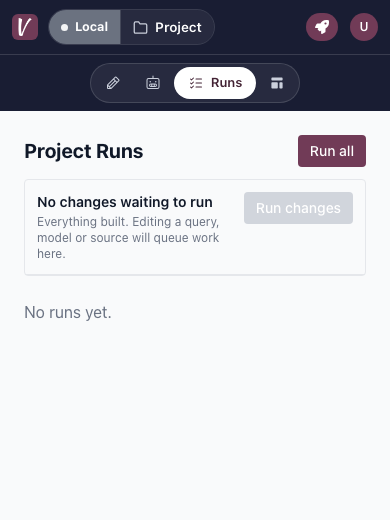 V
Local
Project
U
Runs
Project Runs
Run all
No changes waiting to run
Everything built. Editing a query,
model or source will queue work
here.
Run changes
No runs yet.